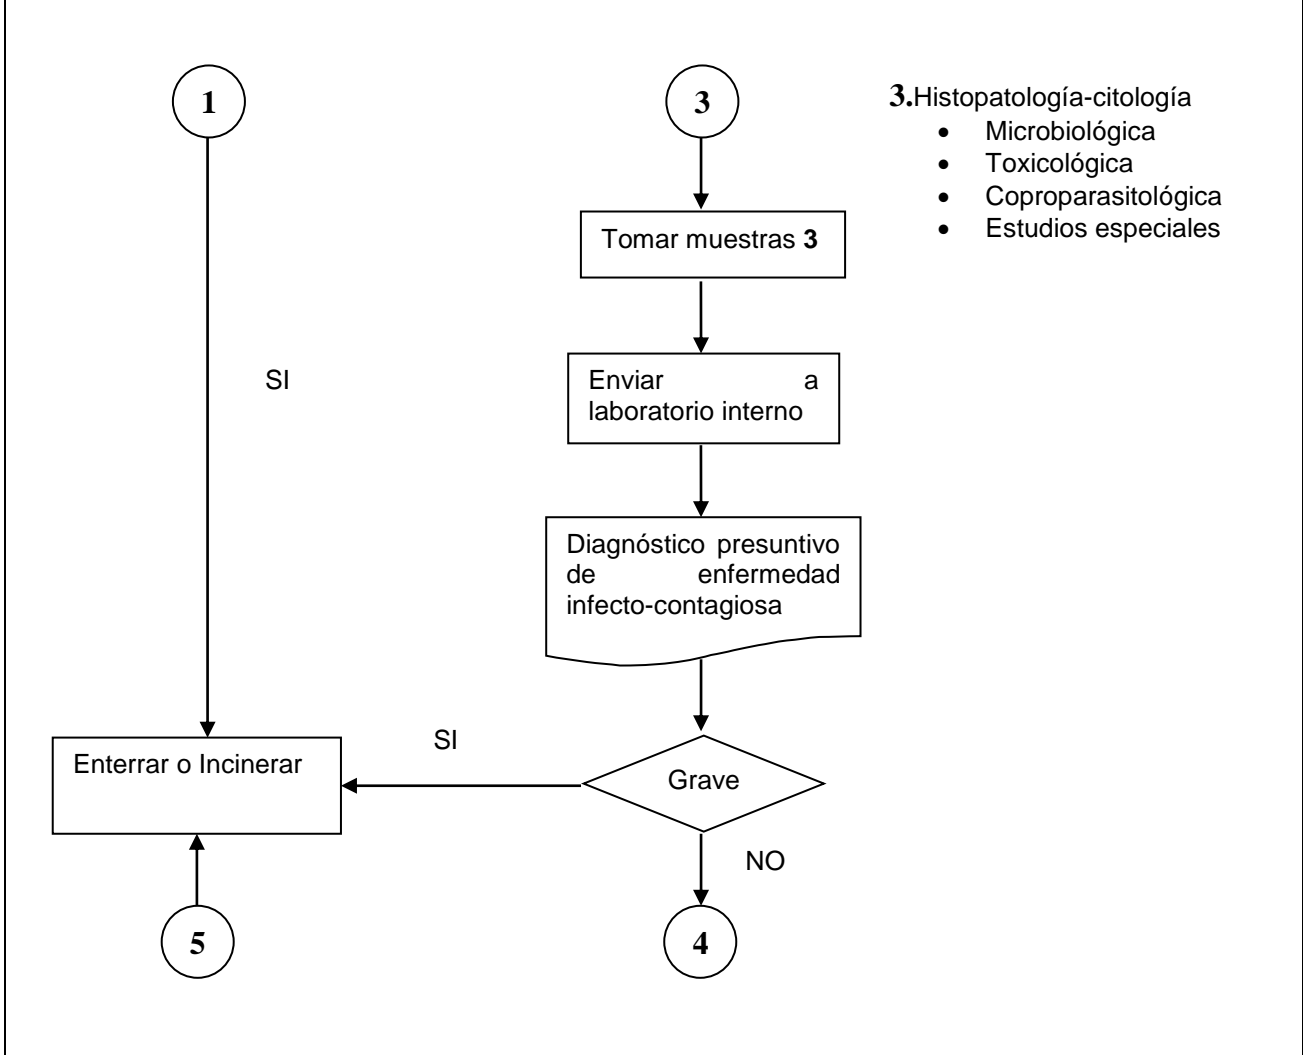 1
3
3.Histopatología-citología
• Microbiológica
• Toxicológica
• Coproparasitológica
• Estudios especiales
Tomar muestras 3
SI
Enviar a
laboratorio interno
Diagnóstico presuntivo
de enfermedad
infecto-contagiosa
SI
Enterrar o Incinerar
Grave
NO
5
4